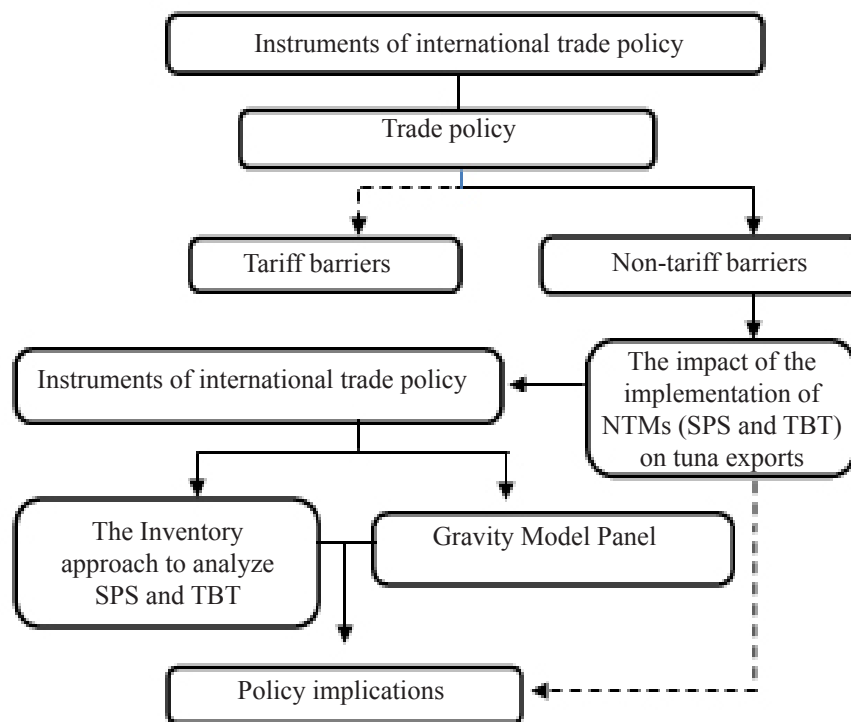 Instruments of international trade policy
Trade policy
Tariff barriers
Non-tariff barriers
The impact of the
implementation of
NTMs (SPS and TBT)
on tuna exports
Instruments of international trade policy
The Inventory
approach to analyze
SPS and TBT
Gravity Model Panel
Policy implications